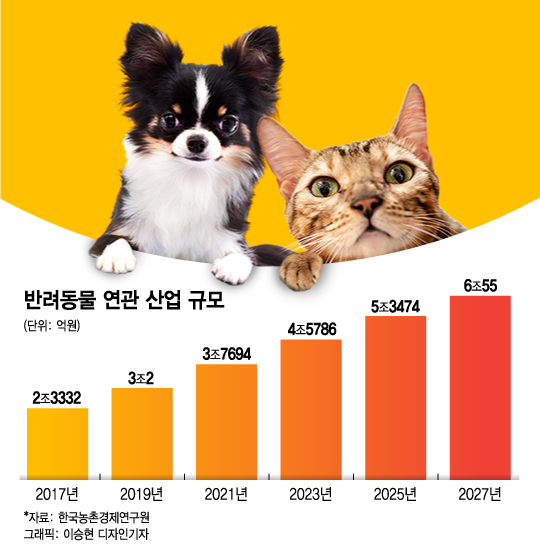 반려동물 연관 산업 규모
(단위: 억원)
2조3332
3조2
3조7694
4조5786
5조3474
6조55
2017년
2019년
2021년
2023년
2025년
2027년
*자료: 한국농촌경제연구원
그래픽: 이승현 디자인기자